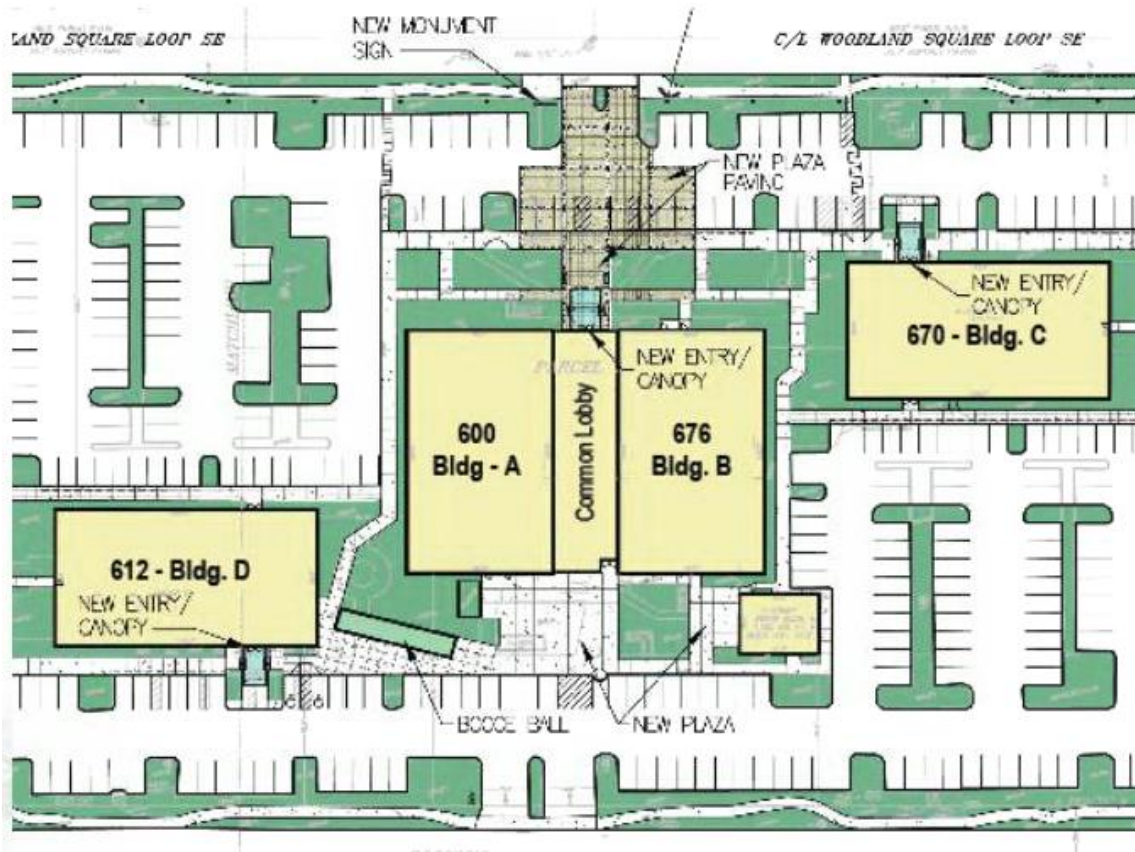 LAND SQUARE LOOP SE
NEW MONUMENT
SIGN
C/L WOODLAND SQUARE LOOP SE
NEW PLAZA
PAVING
NEW ENTRY/
CANOPY
670 - Bldg. C
PARCEL
NEW ENTRY/
CANOPY
600
Bldg - A
Common Lobby
676
Bldg. B
612 - Bldg. D
NEW ENTRY/
CANOPY
BOCCE BALL
NEW PLAZA